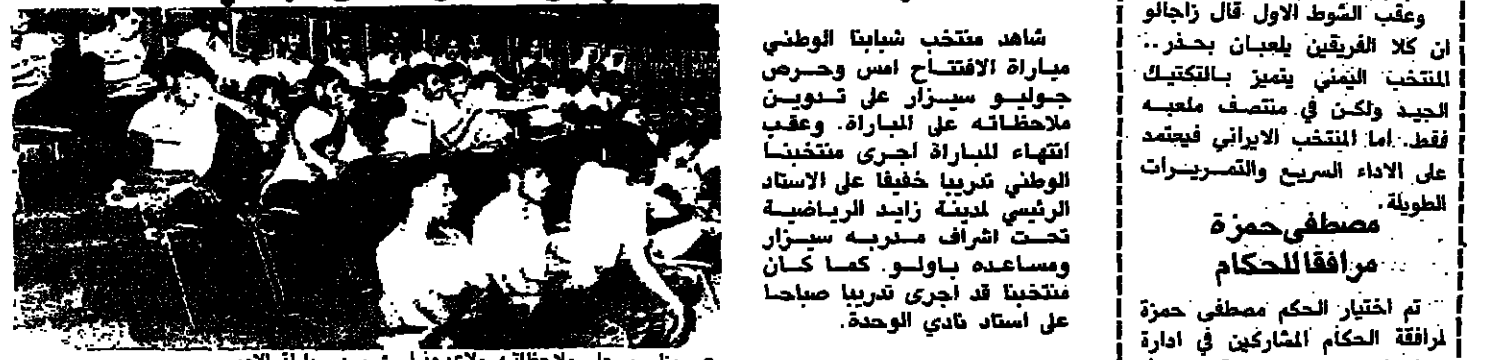 وعقب الشوط الاول قال زاجالو
ان كلا الفريقين يلعبان بحذر..
المنتخب اليمني يتميز بالتكتيك
الجيد ولكن في منتصف ملعبه
فقط. اما المنتخب الايراني فيعتمد
على الاداء السريع والتمريرات
الطويلة.
مصطفى حمزة
مرافقا للحكام
تم اختيار الحكم مصطفى حمزة
لمرافقة الحكام المشاركين في ادارة
شاهد منتخب شبابنا الوطني
مباراة الافتتاح امس وحرص
جوليو سيزار على تدوين
ملاحظاته على المباراة. وعقب
انتهاء المباراة اجرى منتخبنا
الوطني تدريبا خفيفا على الاستاد
الرئيسي لمدينة زايد الرياضية
تحت اشراف مدربه سيزار
ومساعده باولو. كما كان
منتخبنا قد اجرى تدريبا صباحا
على استاد نادي الوحدة.